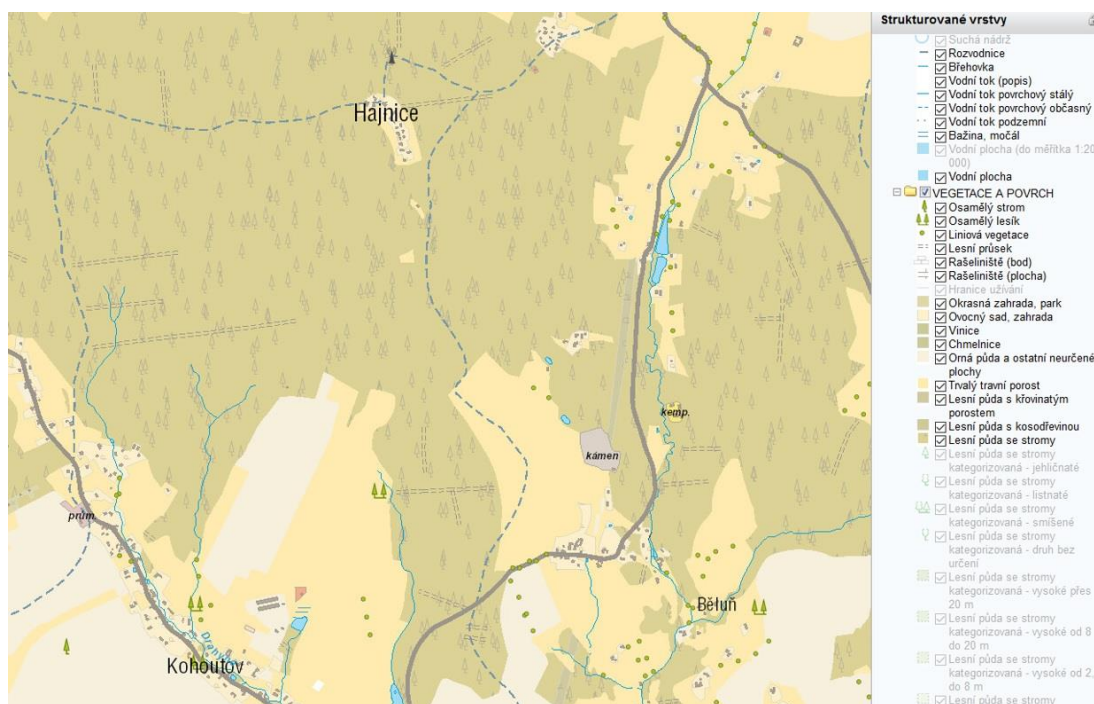 Hajnice
kemp.
kámen
prům.
Běluň
Kohoutov
Strukturované vrstvy
Suchá nádrž
Rozvodnice
Břehovka
Vodní tok (popis)
Vodní tok povrchový stálý
Vodní tok povrchový občasný
Vodní tok podzemní
Bažina, močál
Vodní plocha (do měřítka 1:20
000)
Vodní plocha
VEGETACE A POVRCH
Osamělý strom
Osamělý lesík
Liniová vegetace
Lesní průsek
Rašeliniště (bod)
Rašeliniště (plocha)
Hranice užívání
Okrasná zahrada, park
Ovocný sad, zahrada
Vinice
Chmelnice
Orná půda a ostatní neurčené
plochy
Trvalý travní porost
Lesní půda s křovinatým
porostem
Lesní půda s kosodřevinou
Lesní půda se stromy
Lesní půda se stromy
kategorizovaná - jehličnaté
Lesní půda se stromy
kategorizovaná - listnaté
Lesní půda se stromy
kategorizovaná - smíšené
Lesní půda se stromy
kategorizovaná - druh bez
určení
Lesní půda se stromy
kategorizovaná - vysoké přes
20 m
Lesní půda se stromy
kategorizovaná - vysoké od 8
do 20 m
Lesní půda se stromy
kategorizovaná - vysoké od 2,
do 8 m
Lesní půda se stromy